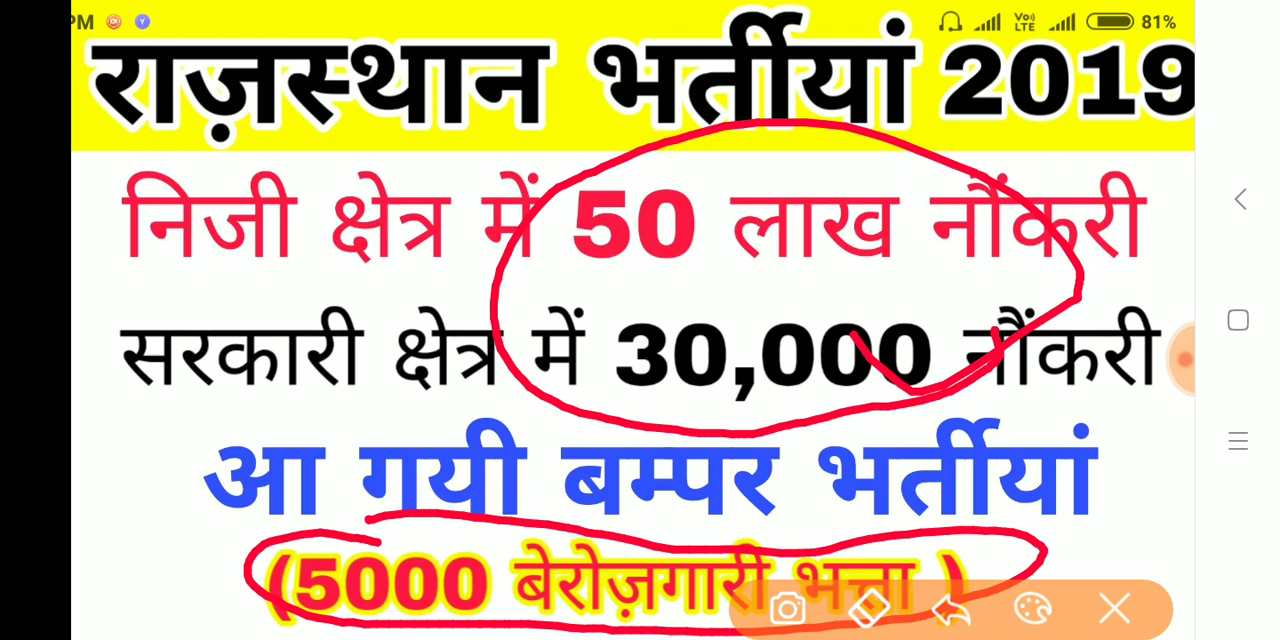 PM 81%
राज़स्थान भर्तीयां 2019
निजी क्षेत्र में 50 लाख नौंकरी
सरकारी क्षेत्र में 30,000 नौंकरी
आ गयी बम्पर भर्तीयां
(5000 बेरोज़गारी भत्ता )